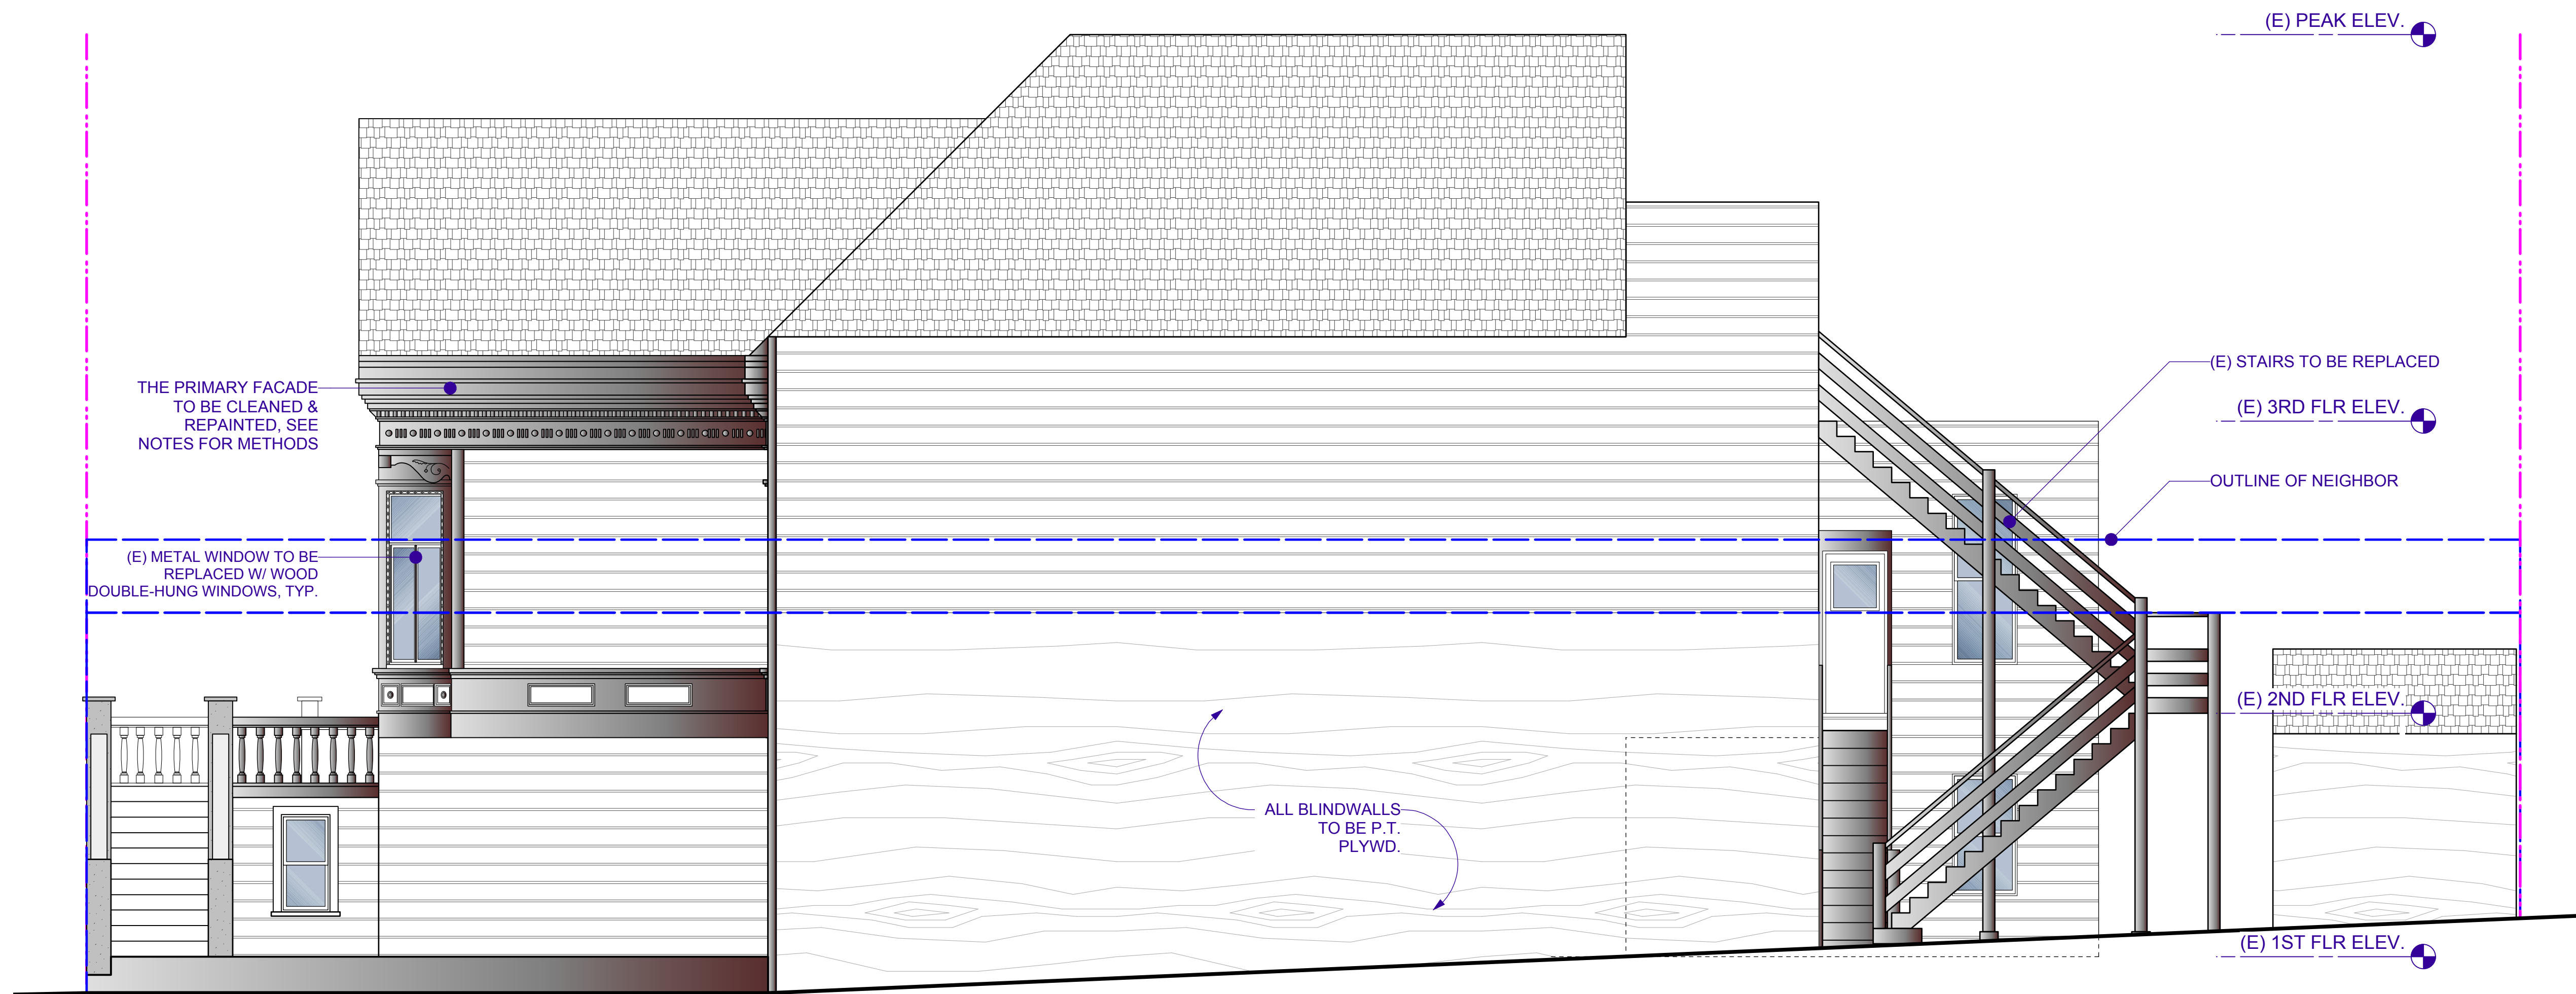 (E) PEAK ELEV.
THE PRIMARY FACADE
TO BE CLEANED &
REPAINTED, SEE
NOTES FOR METHODS
(E) STAIRS TO BE REPLACED
(E) 3RD FLR ELEV.
OUTLINE OF NEIGHBOR
(E) METAL WINDOW TO BE
REPLACED W/ WOOD
DOUBLE-HUNG WINDOWS, TYP.
(E) 2ND FLR ELEV.
ALL BLINDWALLS
TO BE P.T.
PLYWD.
(E) 1ST FLR ELEV.